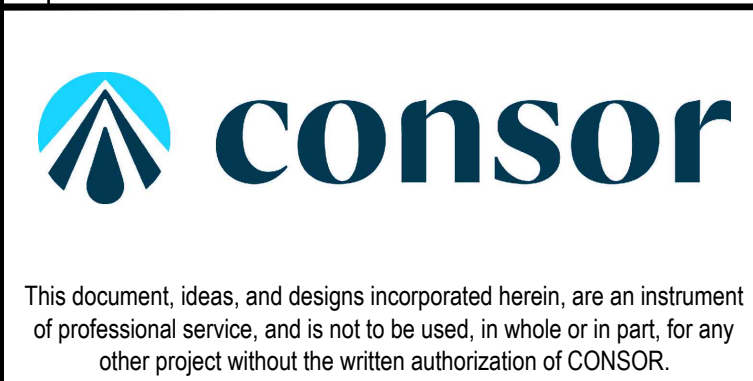 consor
This document, ideas, and designs incorporated herein, are an instrument
of professional service, and is not to be used, in whole or in part, for any
other project without the written authorization of CONSOR.